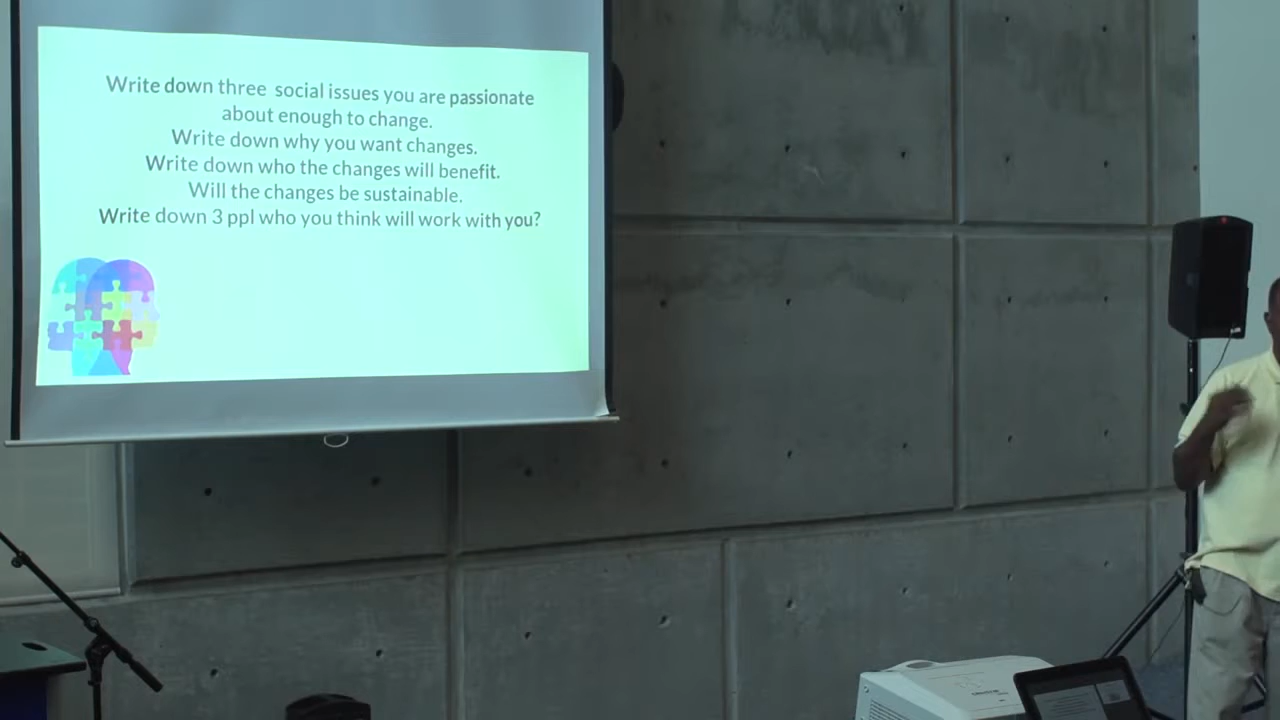 Write down three social issues you are passionate
about enough to change.
Write down why you want changes.
Write down who the changes will benefit.
Will the changes be sustainable.
Write down 3 ppl who you think will work with you?